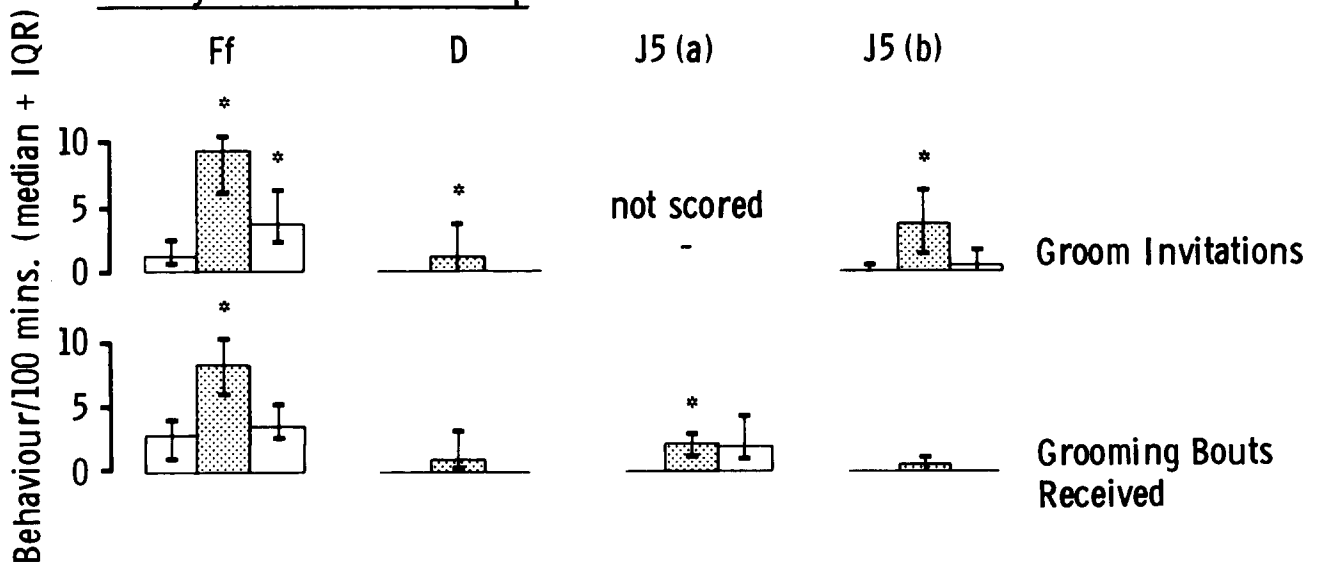 Ff D J5 (a) J5 (b)
Behaviour/100 mins. (median + IQR)
10
5
0
not scored
-
Groom Invitations
10
5
0
Grooming Bouts
Received